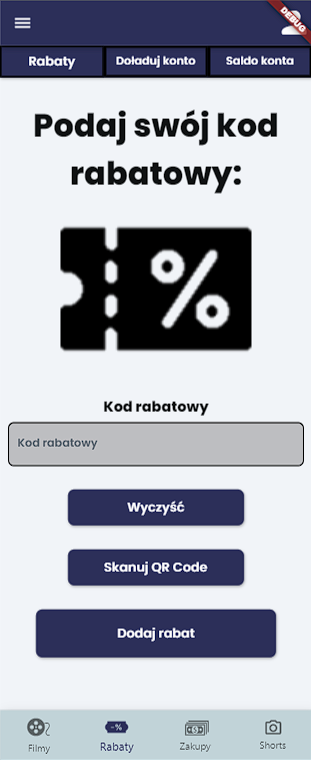 DEBUG
Rabaty
Doładuj konto
Saldo konta
Podaj swój kod
rabatowy:
%
Kod rabatowy
Kod rabatowy
Wyczyść
Skanuj QR Code
Dodaj rabat
-%
Filmy
Rabaty
Zakupy
Shorts